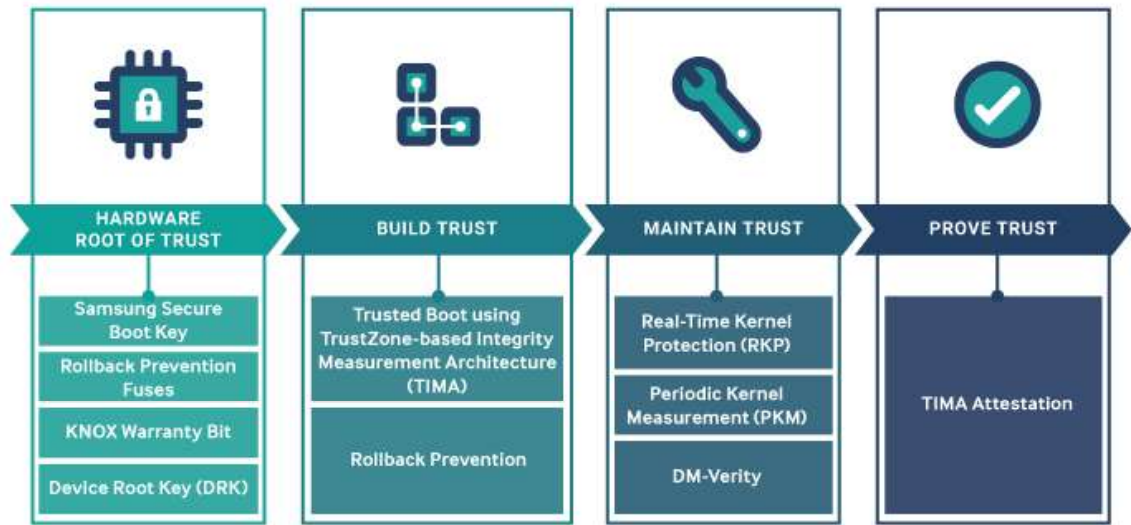 HARDWARE
ROOT OF TRUST
Samsung Secure
Boot Key
Rollback Prevention
Fuses
KNOX Warranty Bit
Device Root Key (DRK)
BUILD TRUST
Trusted Boot using
TrustZone-based Integrity
Measurement Architecture
(TIMA)
Rollback Prevention
MAINTAIN TRUST
Real-Time Kernel
Protection (RKP)
Periodic Kernel
Measurement (PKM)
DM-Verity
PROVE TRUST
TIMA Attestation